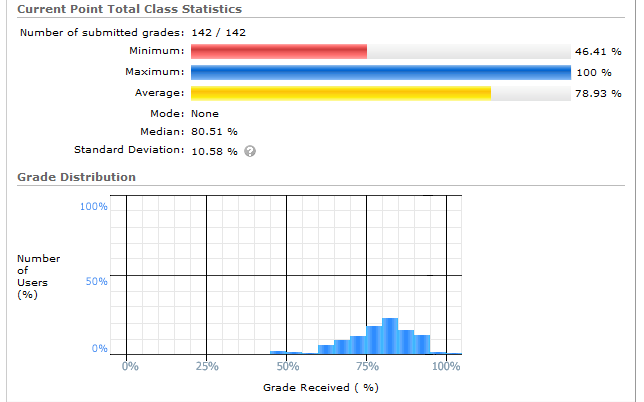 Current Point Total Class Statistics
Number of submitted grades: 142 / 142
Minimum: 46.41 %
Maximum: 100 %
Average: 78.93 %
Mode: None
Median: 80.51 %
Standard Deviation: 10.58 % ?
Grade Distribution
100%
Number
of
Users
(%)
50%
0%
0% 25% 50% 75% 100%
Grade Received ( %)